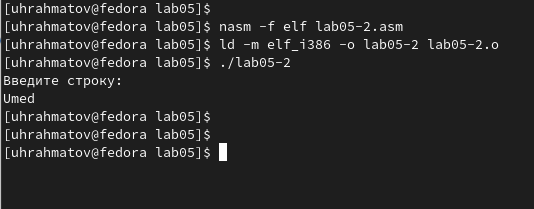 [uhrahmatov@fedora lab05]$
[uhrahmatov@fedora lab05]$ nasm -f elf lab05-2.asm
[uhrahmatov@fedora lab05]$ ld -m elf_i386 -o lab05-2 lab05-2.o
[uhrahmatov@fedora lab05]$ ./lab05-2
Введите строку:
Umed
[uhrahmatov@fedora lab05]$
[uhrahmatov@fedora lab05]$
[uhrahmatov@fedora lab05]$